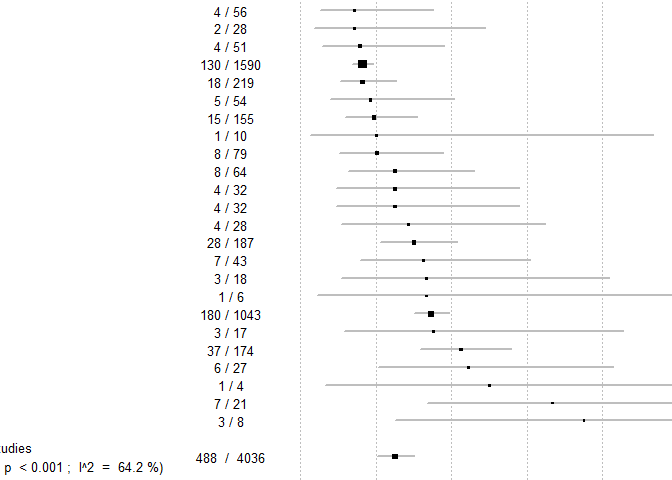 4 / 56
2 / 28
4 / 51
130 / 1590
18 / 219
5 / 54
15 / 155
1 / 10
8 / 79
8 / 64
4 / 32
4 / 32
4 / 28
28 / 187
7 / 43
3 / 18
1 / 6
180 / 1043
3 / 17
37 / 174
6 / 27
1 / 4
7 / 21
3 / 8
tudies
488 / 4036
p < 0.001 ; I^2 = 64.2 %)